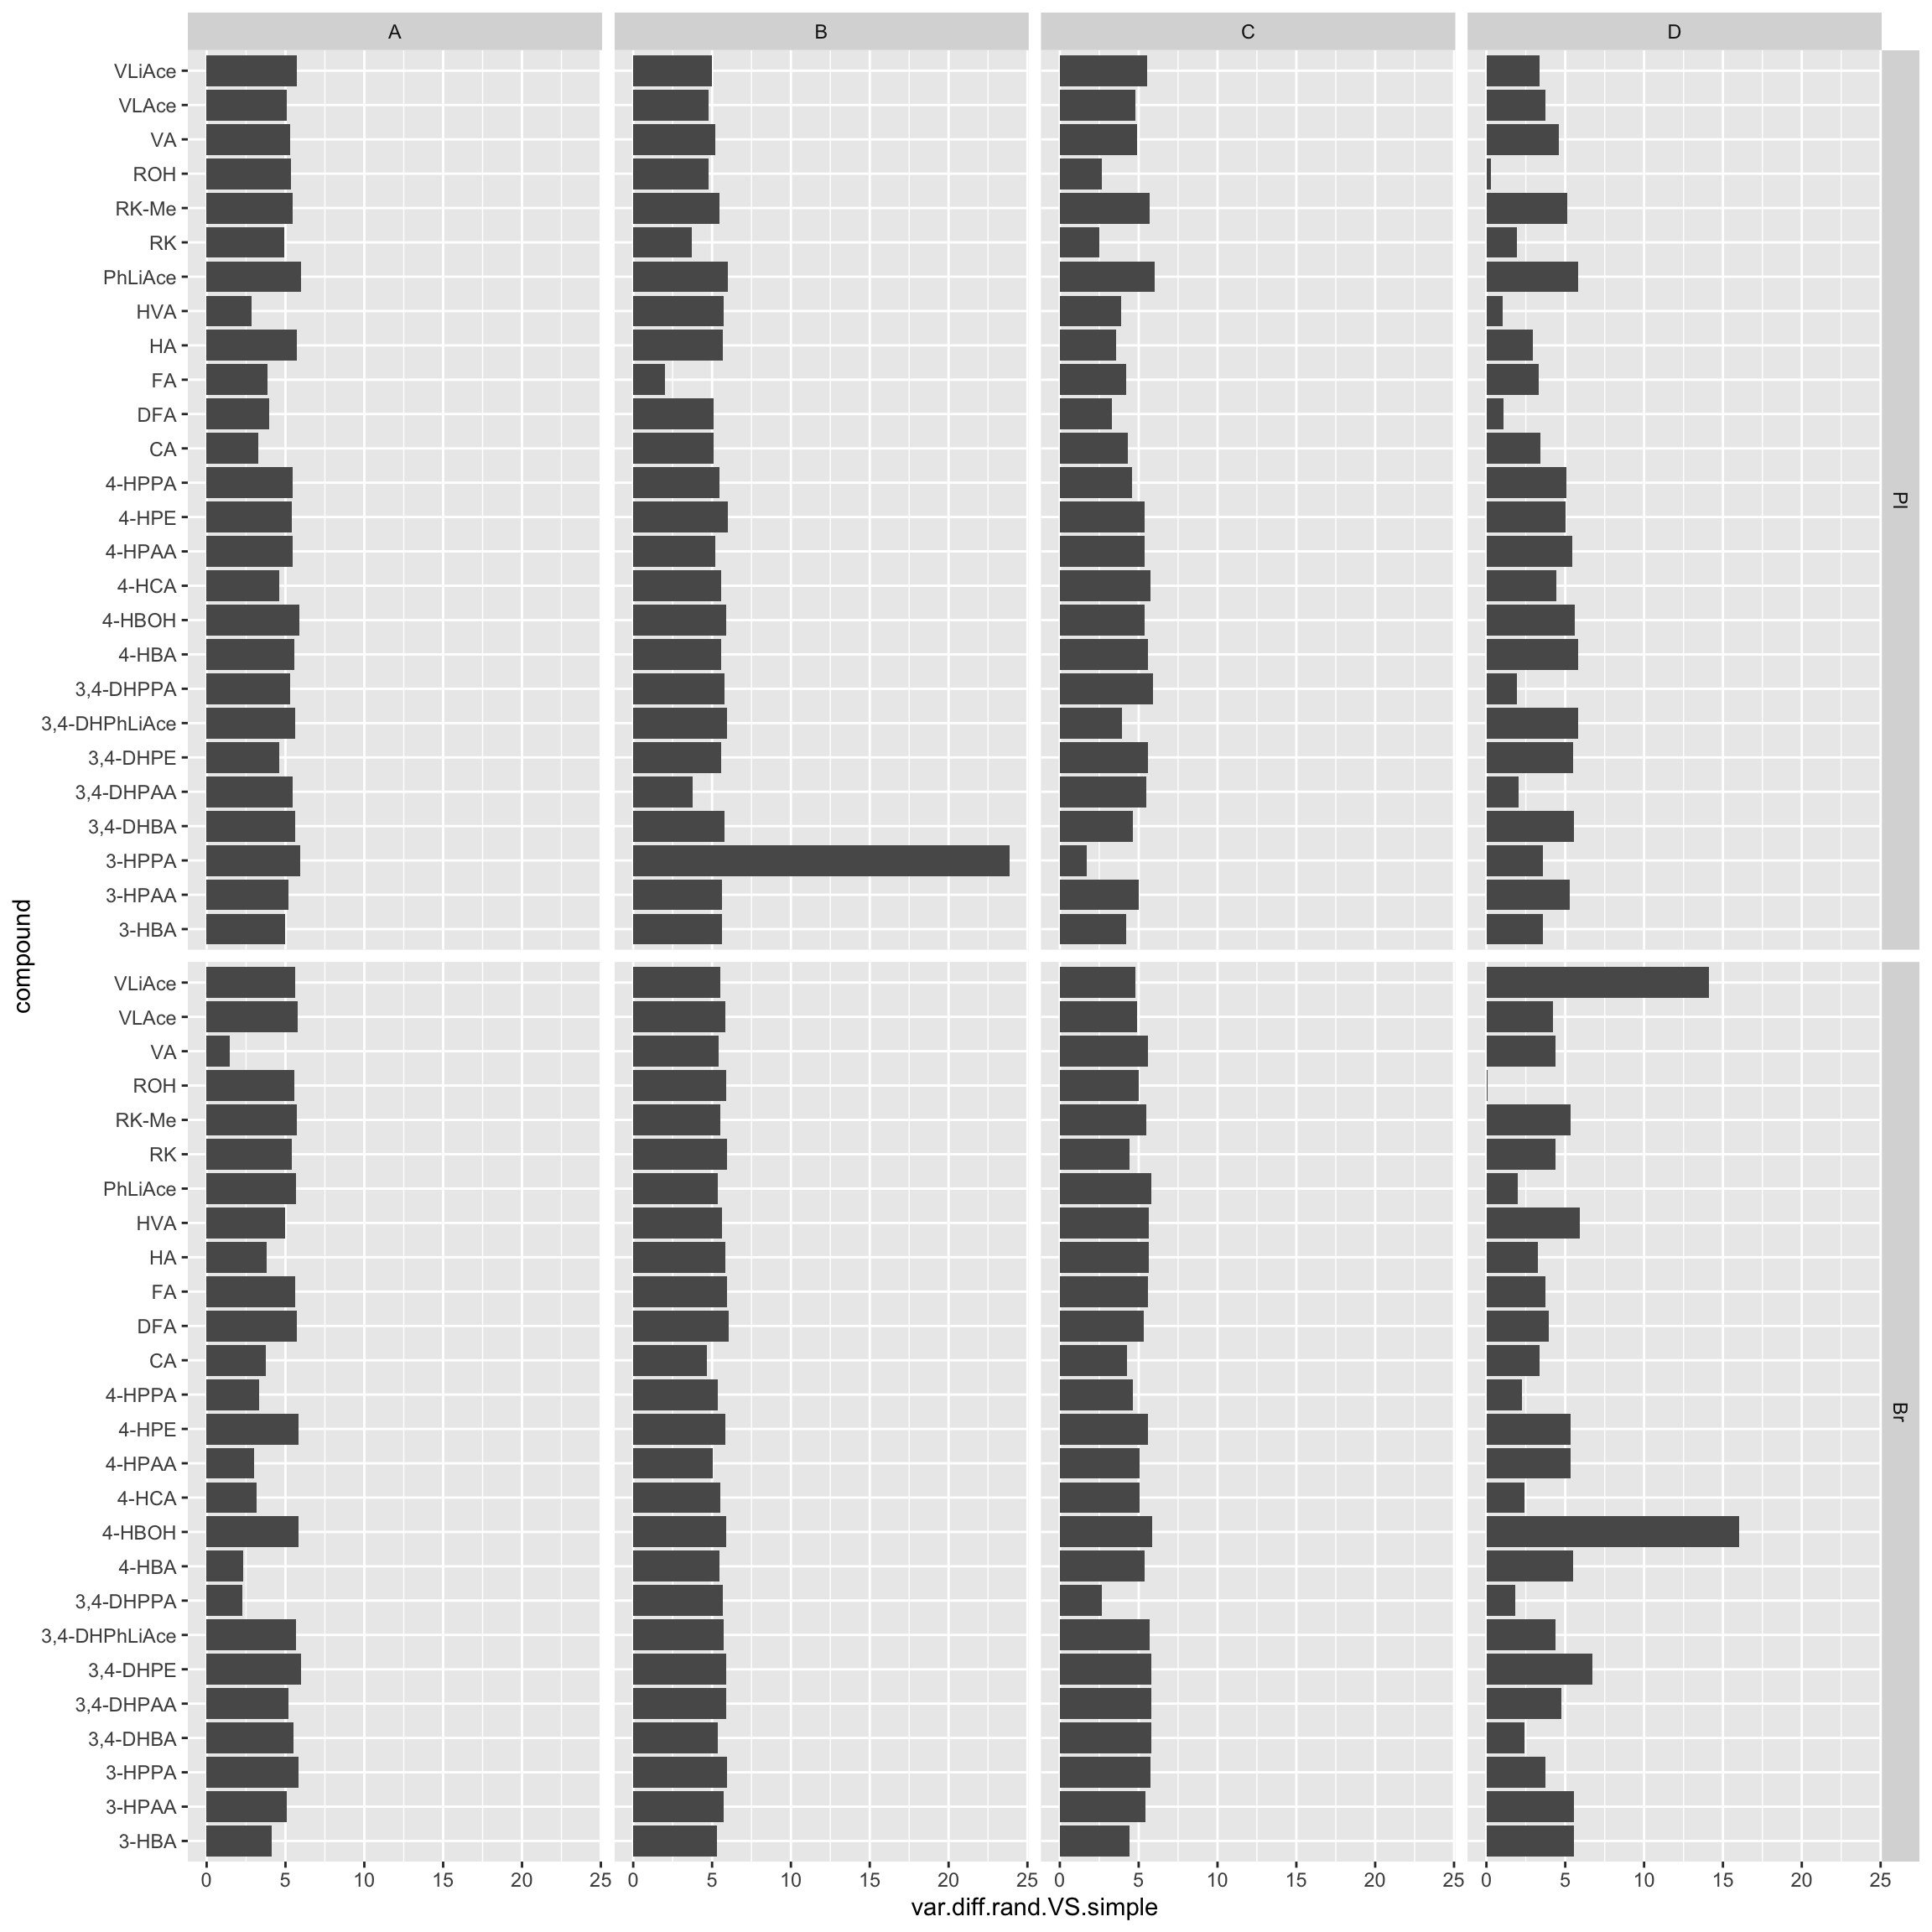 A B C D
VLiAce
VLAce
VA
ROH
RK-Me
RK
PhLiAce
HVA
HA
FA
DFA
CA
4-HPPA
4-HPE
4-HPAA
4-HCA
4-HBOH
4-HBA
3,4-DHPPA
3,4-DHPhLiAce
3,4-DHPE
3,4-DHPAA
3,4-DHBA
3-HPPA
3-HPAA
3-HBA
Pl
compound
VLiAce
VLAce
VA
ROH
RK-Me
RK
PhLiAce
HVA
HA
FA
DFA
CA
4-HPPA
4-HPE
4-HPAA
4-HCA
4-HBOH
4-HBA
3,4-DHPPA
3,4-DHPhLiAce
3,4-DHPE
3,4-DHPAA
3,4-DHBA
3-HPPA
3-HPAA
3-HBA
Br
0 5 10 15 20 25 0 5 10 15 20 25 0 5 10 15 20 25 0 5 10 15 20 25
var.diff.rand.VS.simple